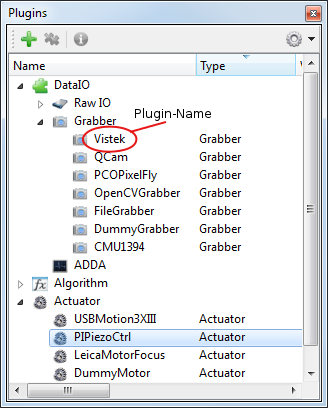 Plugins
Name Type V
DataIO
Raw IO
Grabber Plugin-Name
Vistek Grabber
QCam Grabber
PCOPixelFly Grabber
OpenCVGrabber Grabber
FileGrabber Grabber
DummyGrabber Grabber
CMU1394 Grabber
ADDA
fx Algorithm
Actuator
USBMotion3XIII Actuator
PIPiezoCtrl Actuator
LeicaMotorFocus Actuator
DummyMotor Actuator